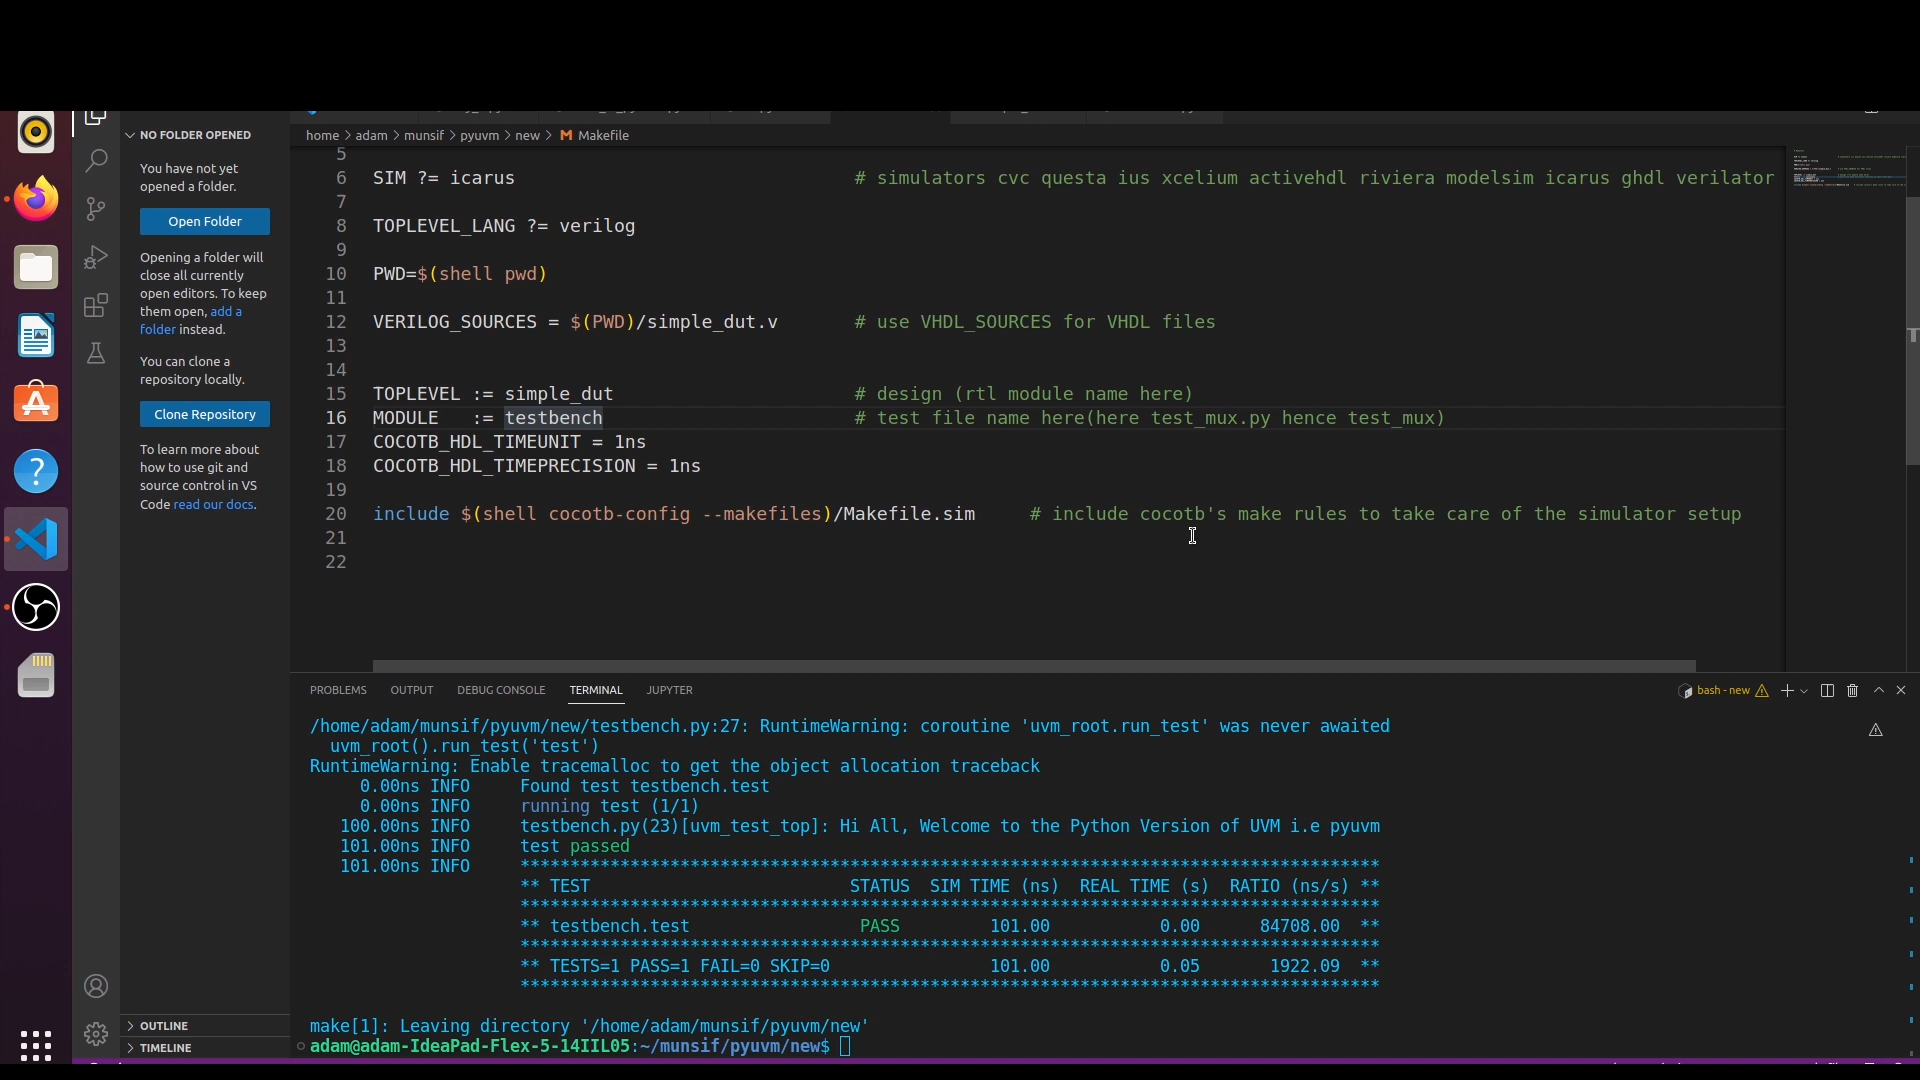 NO FOLDER OPENED
You have not yet
opened a folder.
Open Folder
Opening a folder will
close all currently
open editors. To keep
them open, add a
folder instead.
You can clone a
repository locally.
Clone Repository
To learn more about
how to use git and
source control in VS
Code read our docs.
OUTLINE
TIMELINE
home > adam > munsif > pyuvm > new > M Makefile
5
6 SIM ?= icarus # simulators cvc questa ius xcelium activehdl riviera modelsim icarus ghdl verilator
7
8 TOPLEVEL_LANG ?= verilog
9
10 PWD=$(shell pwd)
11
12 VERILOG_SOURCES = $(PWD)/simple_dut.v # use VHDL_SOURCES for VHDL files
13
14
15 TOPLEVEL := simple_dut # design (rtl module name here)
16 MODULE := testbench # test file name here(here test_mux.py hence test_mux)
17 COCOTB_HDL_TIMEUNIT = 1ns
18 COCOTB_HDL_TIMEPRECISION = 1ns
19
20 include $(shell cocotb-config --makefiles)/Makefile.sim # include cocotb's make rules to take care of the simulator setup
21
22
PROBLEMS OUTPUT DEBUG CONSOLE TERMINAL JUPYTER
bash - new
/home/adam/munsif/pyuvm/new/testbench.py:27: RuntimeWarning: coroutine 'uvm_root.run_test' was never awaited
uvm_root().run_test('test')
RuntimeWarning: Enable tracemalloc to get the object allocation traceback
0.00ns INFO Found test testbench.test
0.00ns INFO running test (1/1)
100.00ns INFO testbench.py(23)[uvm_test_top]: Hi All, Welcome to the Python Version of UVM i.e pyuvm
101.00ns INFO test passed
101.00ns INFO **************************************************************************************
** TEST STATUS SIM TIME (ns) REAL TIME (s) RATIO (ns/s) **
**************************************************************************************
** testbench.test PASS 101.00 0.00 84708.00 **
**************************************************************************************
** TESTS=1 PASS=1 FAIL=0 SKIP=0 101.00 0.05 1922.09 **
**************************************************************************************
make[1]: Leaving directory '/home/adam/munsif/pyuvm/new'
adam@adam-IdeaPad-Flex-5-14IIL05:~/munsif/pyuvm/new$